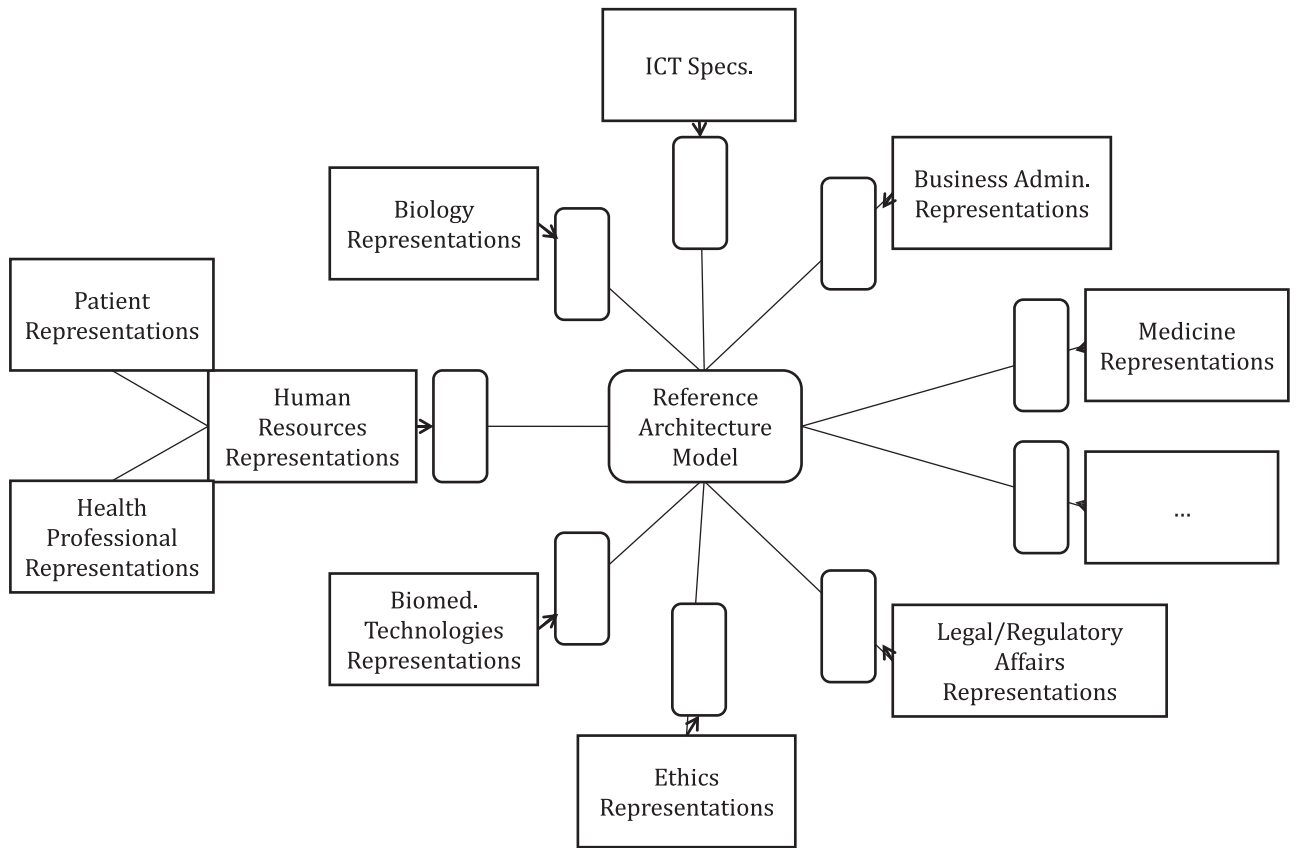 ICT Specs.
Business Admin.
Representations
Biology
Representations
Patient
Representations
Medicine
Representations
Human
Resources
Representations
Reference
Architecture
Model
Health
Professional
Representations
...
Biomed.
Technologies
Representations
Legal/Regulatory
Affairs
Representations
Ethics
Representations